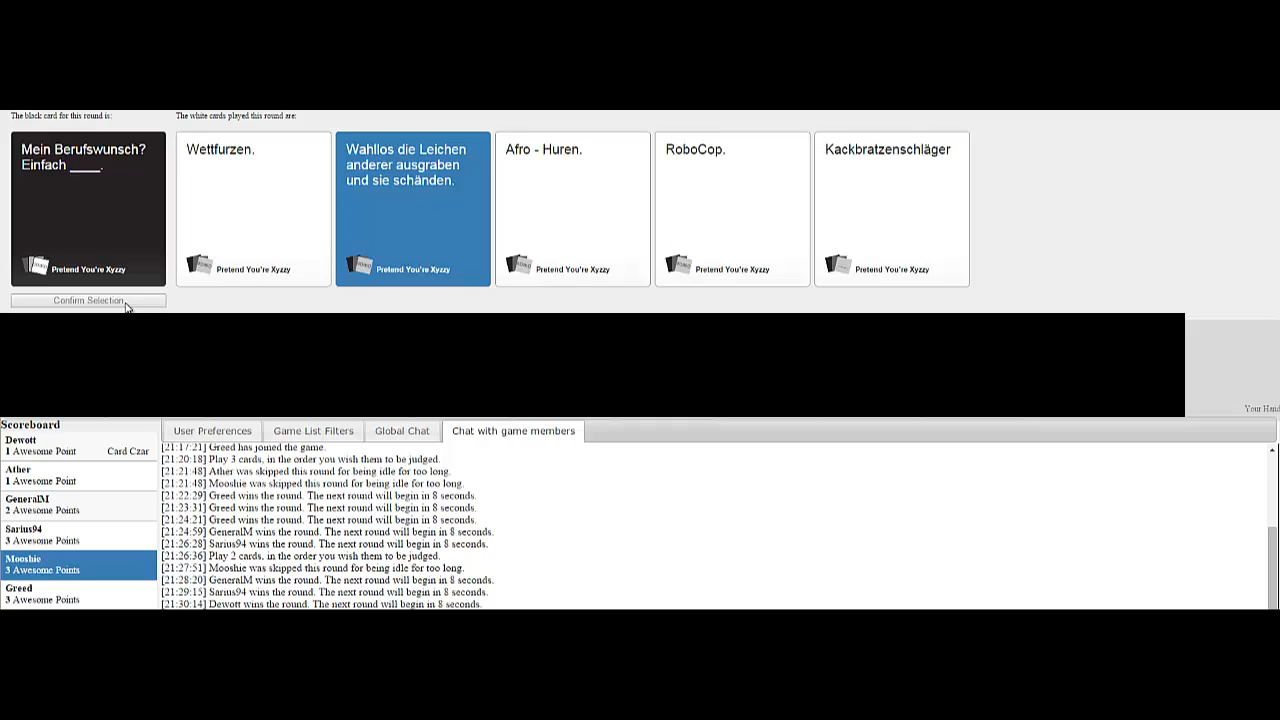 The black card for this round is:
The white cards played this round are:
Mein Berufswunsch?
Einfach ____.
Pretend You're Xyzzy
Wettfurzen.
Pretend You're Xyzzy
Wahllos die Leichen
anderer ausgraben
und sie schänden.
Pretend You're Xyzzy
Afro - Huren.
Pretend You're Xyzzy
RoboCop.
Pretend You're Xyzzy
Kackbratzenschläger
Pretend You're Xyzzy
Confirm Selection
Your Hand
Scoreboard
Dewott
1 Awesome Point Card Czar
Ather
1 Awesome Point
GeneralM
2 Awesome Points
Sarius94
3 Awesome Points
Mooshie
3 Awesome Points
Greed
3 Awesome Points
User Preferences Game List Filters Global Chat Chat with game members
[21:17:21] Greed has joined the game.
[21:20:18] Play 3 cards, in the order you wish them to be judged.
[21:21:48] Ather was skipped this round for being idle for too long.
[21:21:48] Mooshie was skipped this round for being idle for too long.
[21:22:29] Greed wins the round. The next round will begin in 8 seconds.
[21:23:31] Greed wins the round. The next round will begin in 8 seconds.
[21:24:21] Greed wins the round. The next round will begin in 8 seconds.
[21:24:59] GeneralM wins the round. The next round will begin in 8 seconds.
[21:26:28] Sarius94 wins the round. The next round will begin in 8 seconds.
[21:26:36] Play 2 cards, in the order you wish them to be judged.
[21:27:51] Mooshie was skipped this round for being idle for too long.
[21:28:20] GeneralM wins the round. The next round will begin in 8 seconds.
[21:29:15] Sarius94 wins the round. The next round will begin in 8 seconds.
[21:30:14] Dewott wins the round. The next round will begin in 8 seconds.